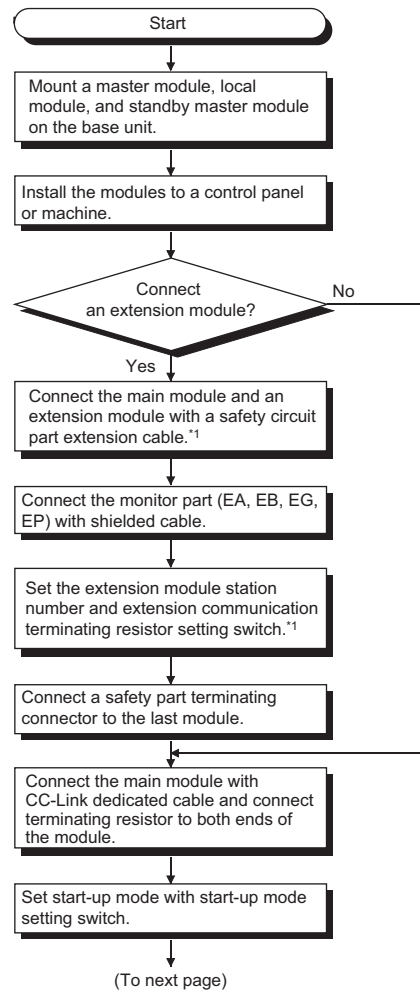 Start
Mount a master module, local
module, and standby master module
on the base unit.
Install the modules to a control panel
or machine.
Connect
an extension module?
No
Yes
Connect the main module and an
extension module with a safety circuit
part extension cable.*1
Connect the monitor part (EA, EB, EG,
EP) with shielded cable.
Set the extension module station
number and extension communication
terminating resistor setting switch.*1
Connect a safety part terminating
connector to the last module.
Connect the main module with
CC-Link dedicated cable and connect
terminating resistor to both ends of
the module.
Set start-up mode with start-up mode
setting switch.
(To next page)